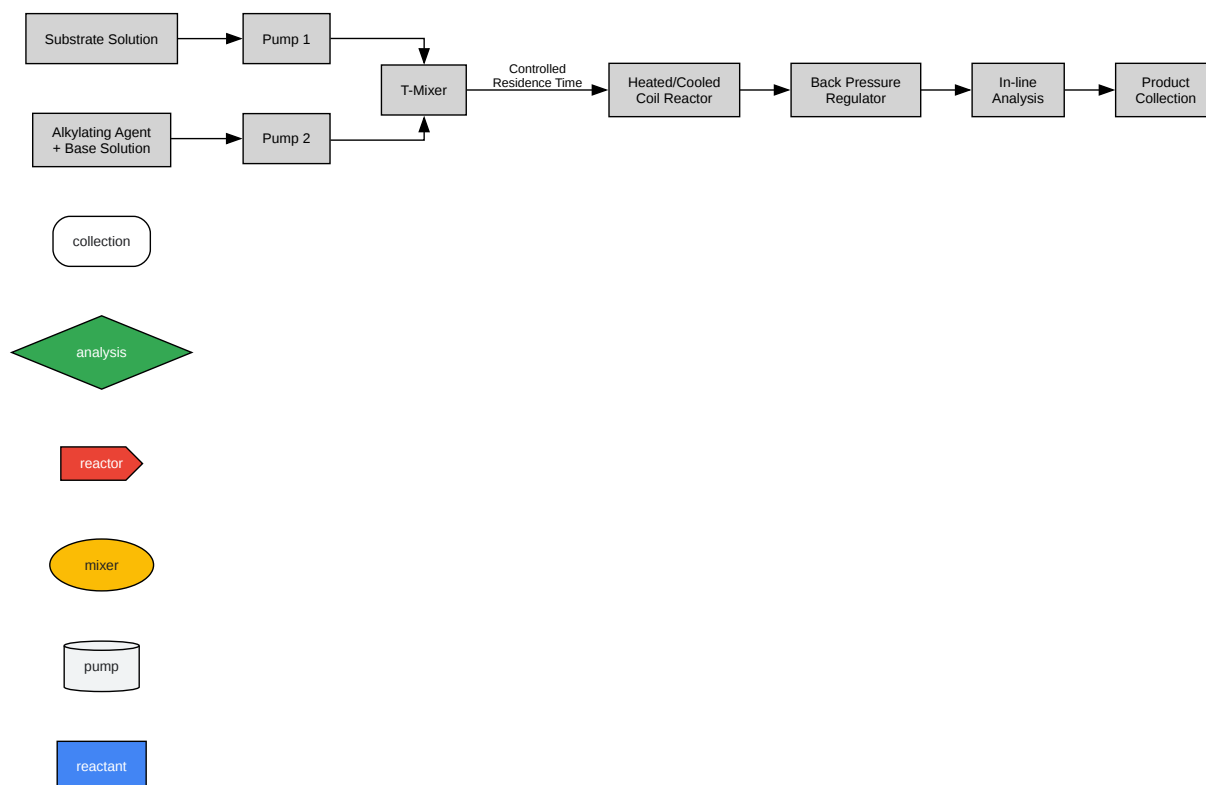 Substrate Solution
Pump 1
T-Mixer
Controlled
Residence Time
Heated/Cooled
Coil Reactor
Back Pressure
Regulator
In-line
Analysis
Product
Collection
Alkylating Agent
+ Base Solution
Pump 2
collection
analysis
reactor
mixer
pump
reactant